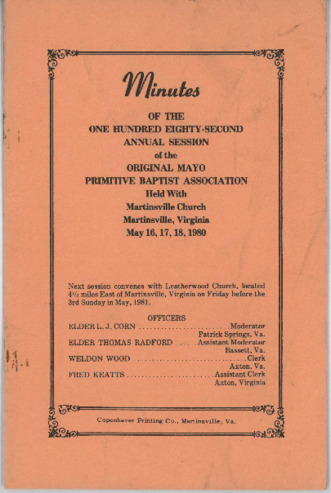 Minutes
OF THE
ONE HUNDRED EIGHTY-SECOND
ANNUAL SESSION
of the
ORIGINAL MAYO
PRIMITIVE BAPTIST ASSOCIATION
Held With
Martinsville Church
Martinsville, Virginia
May 16, 17, 18, 1980
Next session convenes with Leatherwood Church, located
4½ miles East of Martinsville, Virginia on Friday before the
3rd Sunday in May, 1981.
OFFICERS
ELDER L. J. CORN ........................ Moderator
Patrick Springs, Va.
ELDER THOMAS RADFORD ..... Assistant Moderator
Bassett, Va.
WELDON WOOD ............................ Clerk
Axton, Va.
FRED KEATTS ..................... Assistant Clerk
Axton, Virginia
Copenhaver Printing Co., Martinsville, Va.